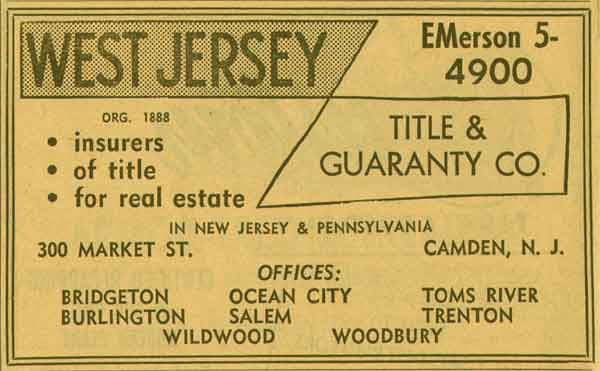 WEST JERSEY
EMerson 5-
4900
ORG. 1888
• insurers
• of title
• for real estate
TITLE &
GUARANTY CO.
IN NEW JERSEY & PENNSYLVANIA
300 MARKET ST. CAMDEN, N. J.
OFFICES:
BRIDGETON OCEAN CITY TOMS RIVER
BURLINGTON SALEM TRENTON
WILDWOOD WOODBURY